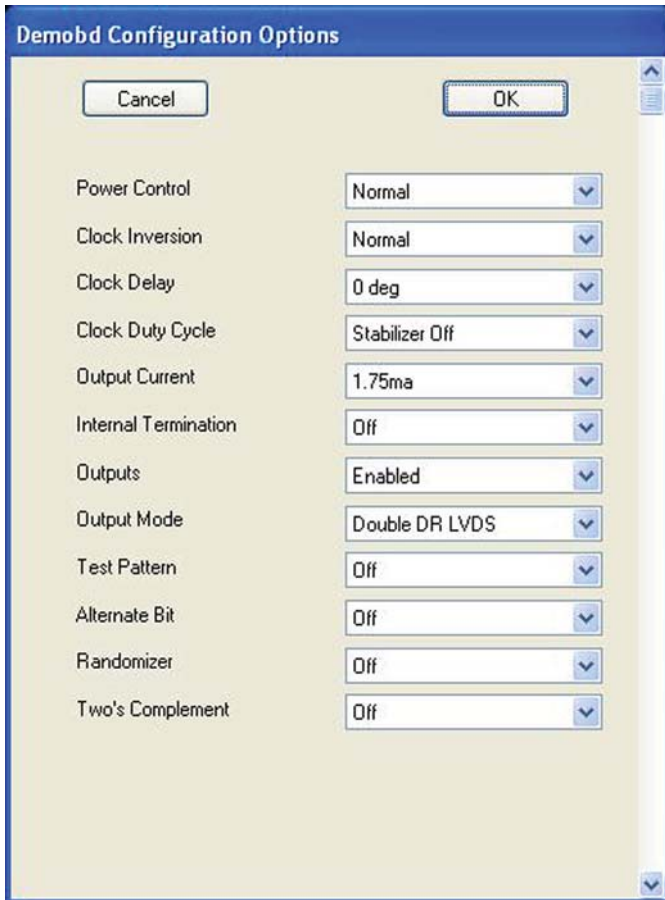 Demobd Configuration Options
Cancel OK
Power Control Normal
Clock Inversion Normal
Clock Delay 0 deg
Clock Duty Cycle Stabilizer Off
Output Current 1.75ma
Internal Termination Off
Outputs Enabled
Output Mode Double DR LVDS
Test Pattern Off
Alternate Bit Off
Randomizer Off
Two's Complement Off